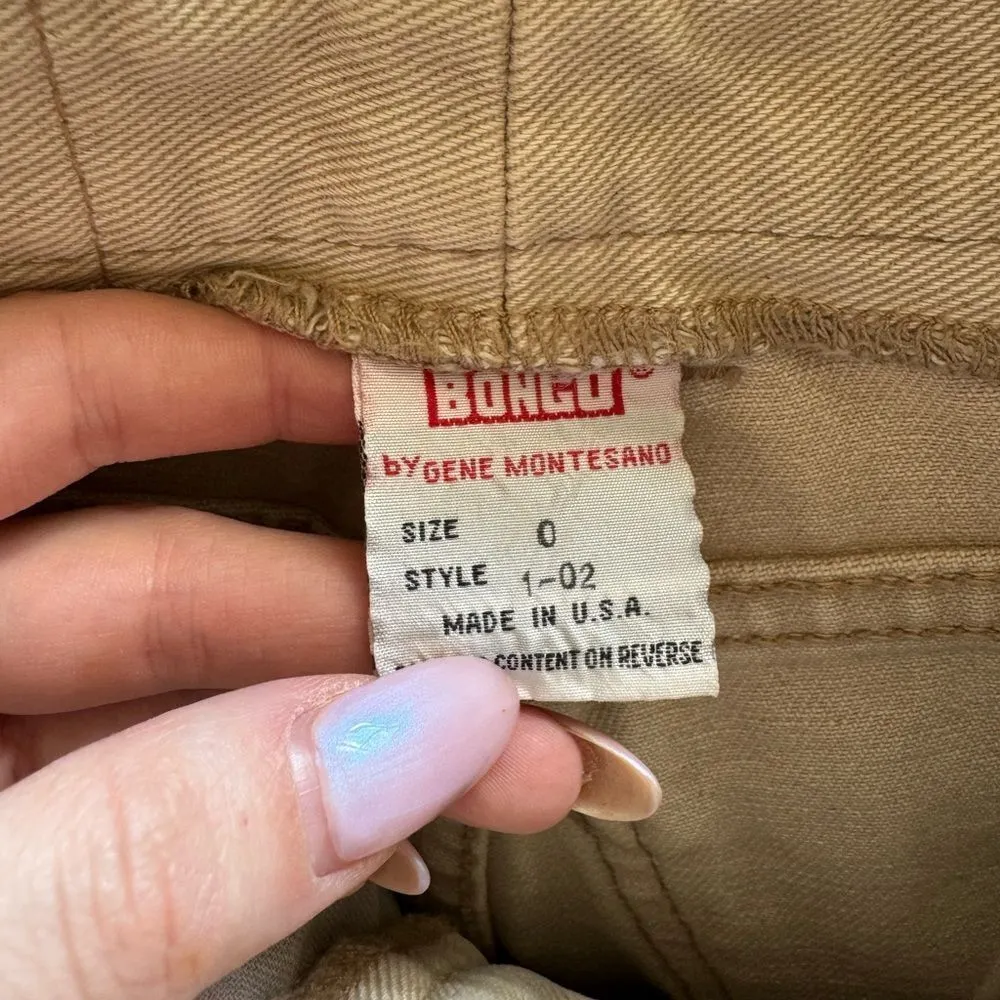 BONGO ®
by GENE MONTESANO
SIZE 0
STYLE 1-02
MADE IN U.S.A.
CONTENT ON REVERSE